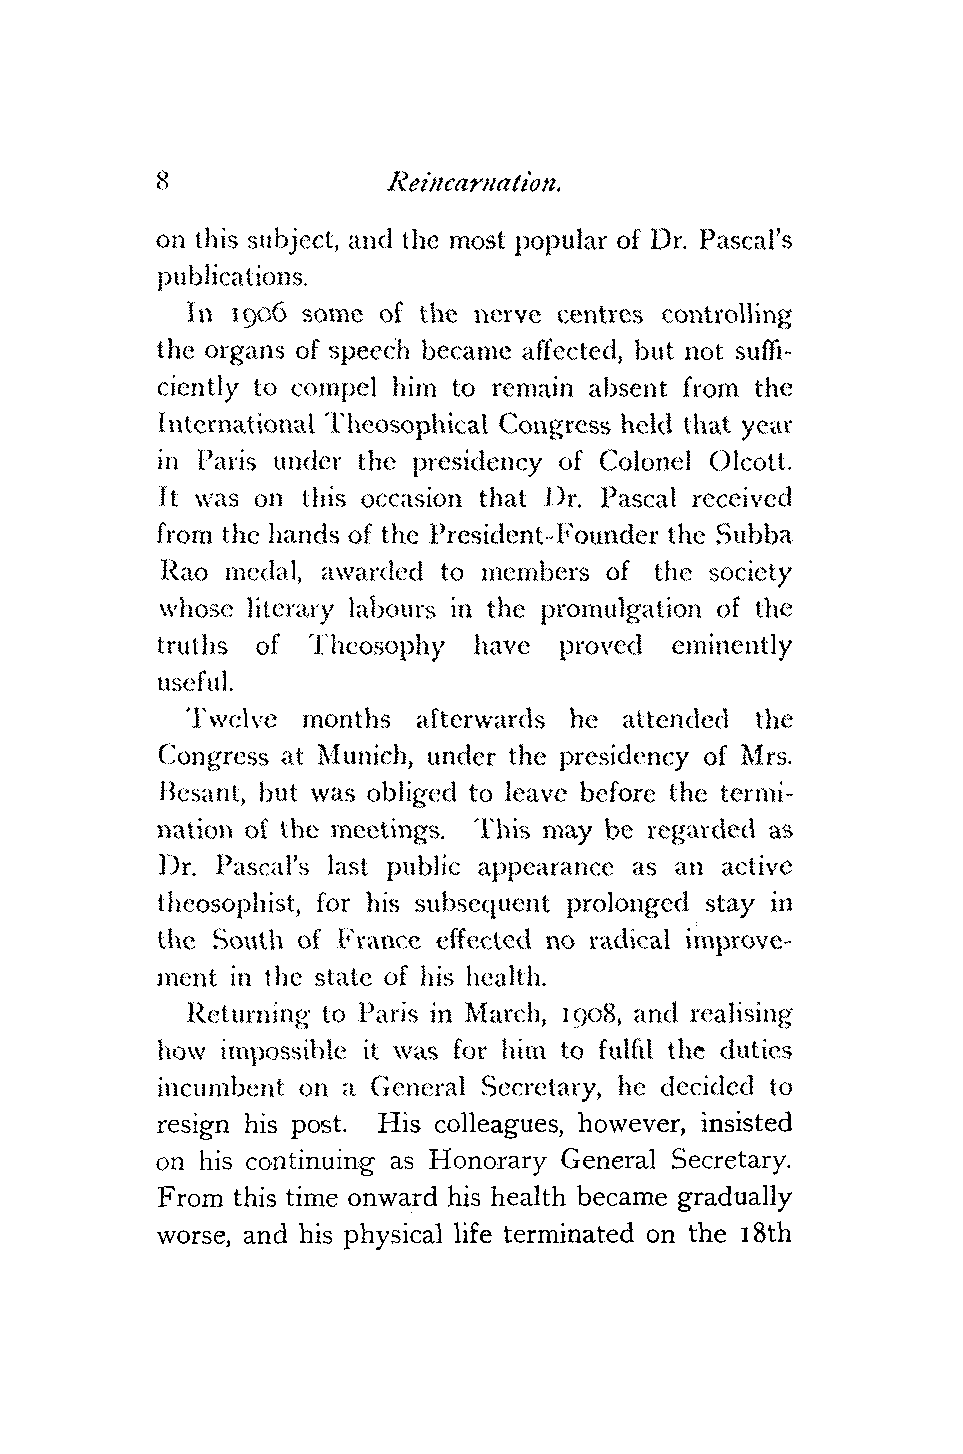 8 Reincarnation.
on this subject, and the most popular of Dr. Pascal's
publications.
In 1906 some of the nerve centres controlling
the organs of speech became affected, but not suffi-
ciently to compel him to remain absent from the
International Theosophical Congress held that year
in Paris under the presidency of Colonel Olcott.
It was on this occasion that Dr. Pascal received
from the hands of the President-Founder the Subba
Rao medal, awarded to members of the society
whose literary labours in the promulgation of the
truths of Theosophy have proved eminently
useful.
Twelve months afterwards he attended the
Congress at Munich, under the presidency of Mrs.
Besant, but was obliged to leave before the termi-
nation of the meetings. This may be regarded as
Dr. Pascal's last public appearance as an active
theosophist, for his subsequent prolonged stay in
the South of France effected no radical improve-
ment in the state of his health.
Returning to Paris in March, 1908, and realising
how impossible it was for him to fulfil the duties
incumbent on a General Secretary, he decided to
resign his post. His colleagues, however, insisted
on his continuing as Honorary General Secretary.
From this time onward his health became gradually
worse, and his physical life terminated on the 18th